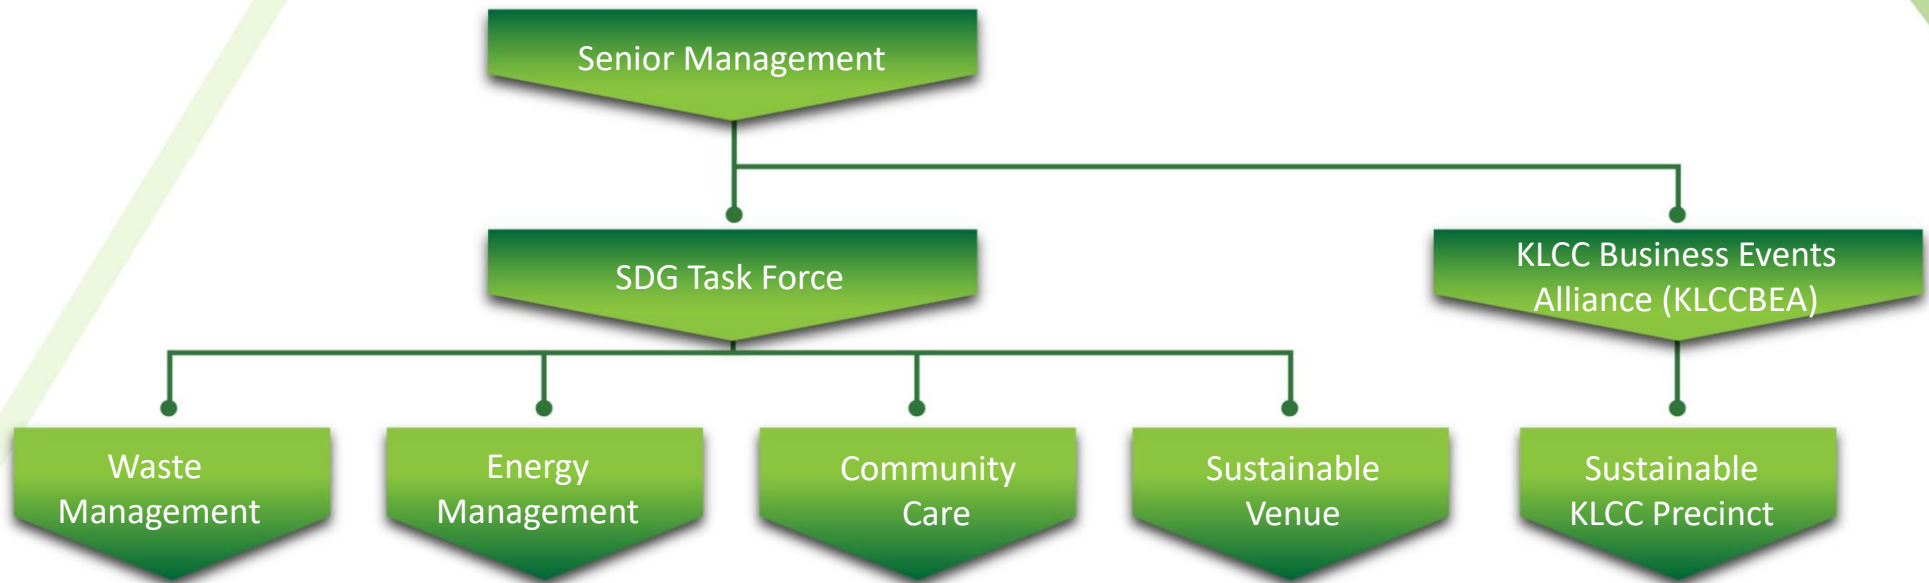 Senior Management
SDG Task Force
KLCC Business Events
Alliance (KLCCBEA)
Waste
Management
Energy
Management
Community
Care
Sustainable
Venue
Sustainable
KLCC Precinct